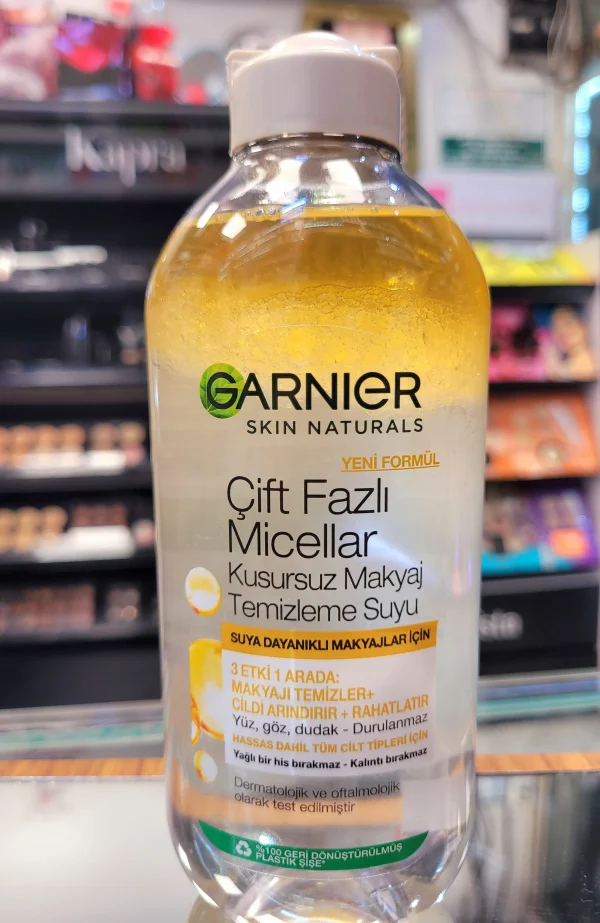 Kapra
GARNIER
SKIN NATURALS
YENİ FORMÜL
Çift Fazlı
Micellar
Kusursuz Makyaj
Temizleme Suyu
SUYA DAYANIKLI MAKYAJLAR İÇİN
3 ETKİ 1 ARADA:
MAKYAJI TEMİZLER+
CİLDİ ARINDIRIR + RAHATLATIR
Yüz, göz, dudak - Durulanmaz
HASSAS DAHİL TÜM CİLT TİPLERİ İÇİN
Yağlı bir his bırakmaz - Kalıntı bırakmaz
Dermatolojik ve oftalmolojik
olarak test edilmiştir
%100 GERİ DÖNÜŞTÜRÜLMÜŞ
PLASTİK ŞİŞE*